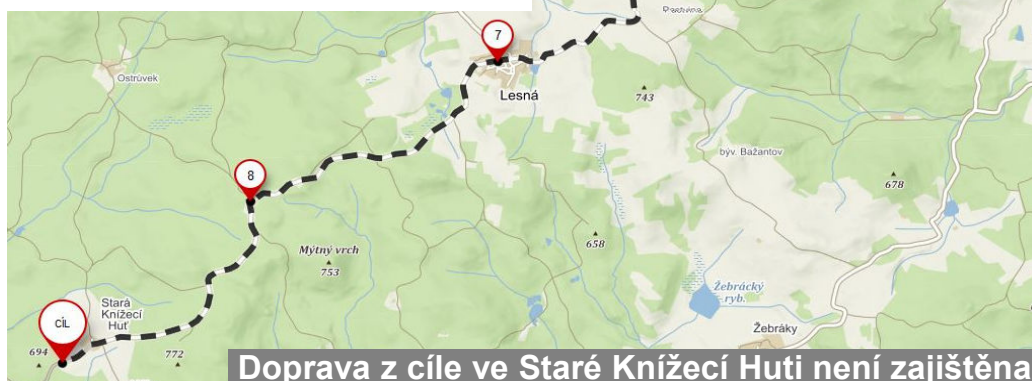 7
Ostrůvek
Lesná
743
býv. Bažantov
8
678
Mýtný vrch
753
658
Stará
Knížecí
Huť
Žebrácký
ryb.
CÍL
Žebráky
694
772
Doprava z cíle ve Staré Knížecí Huti není zajištěna